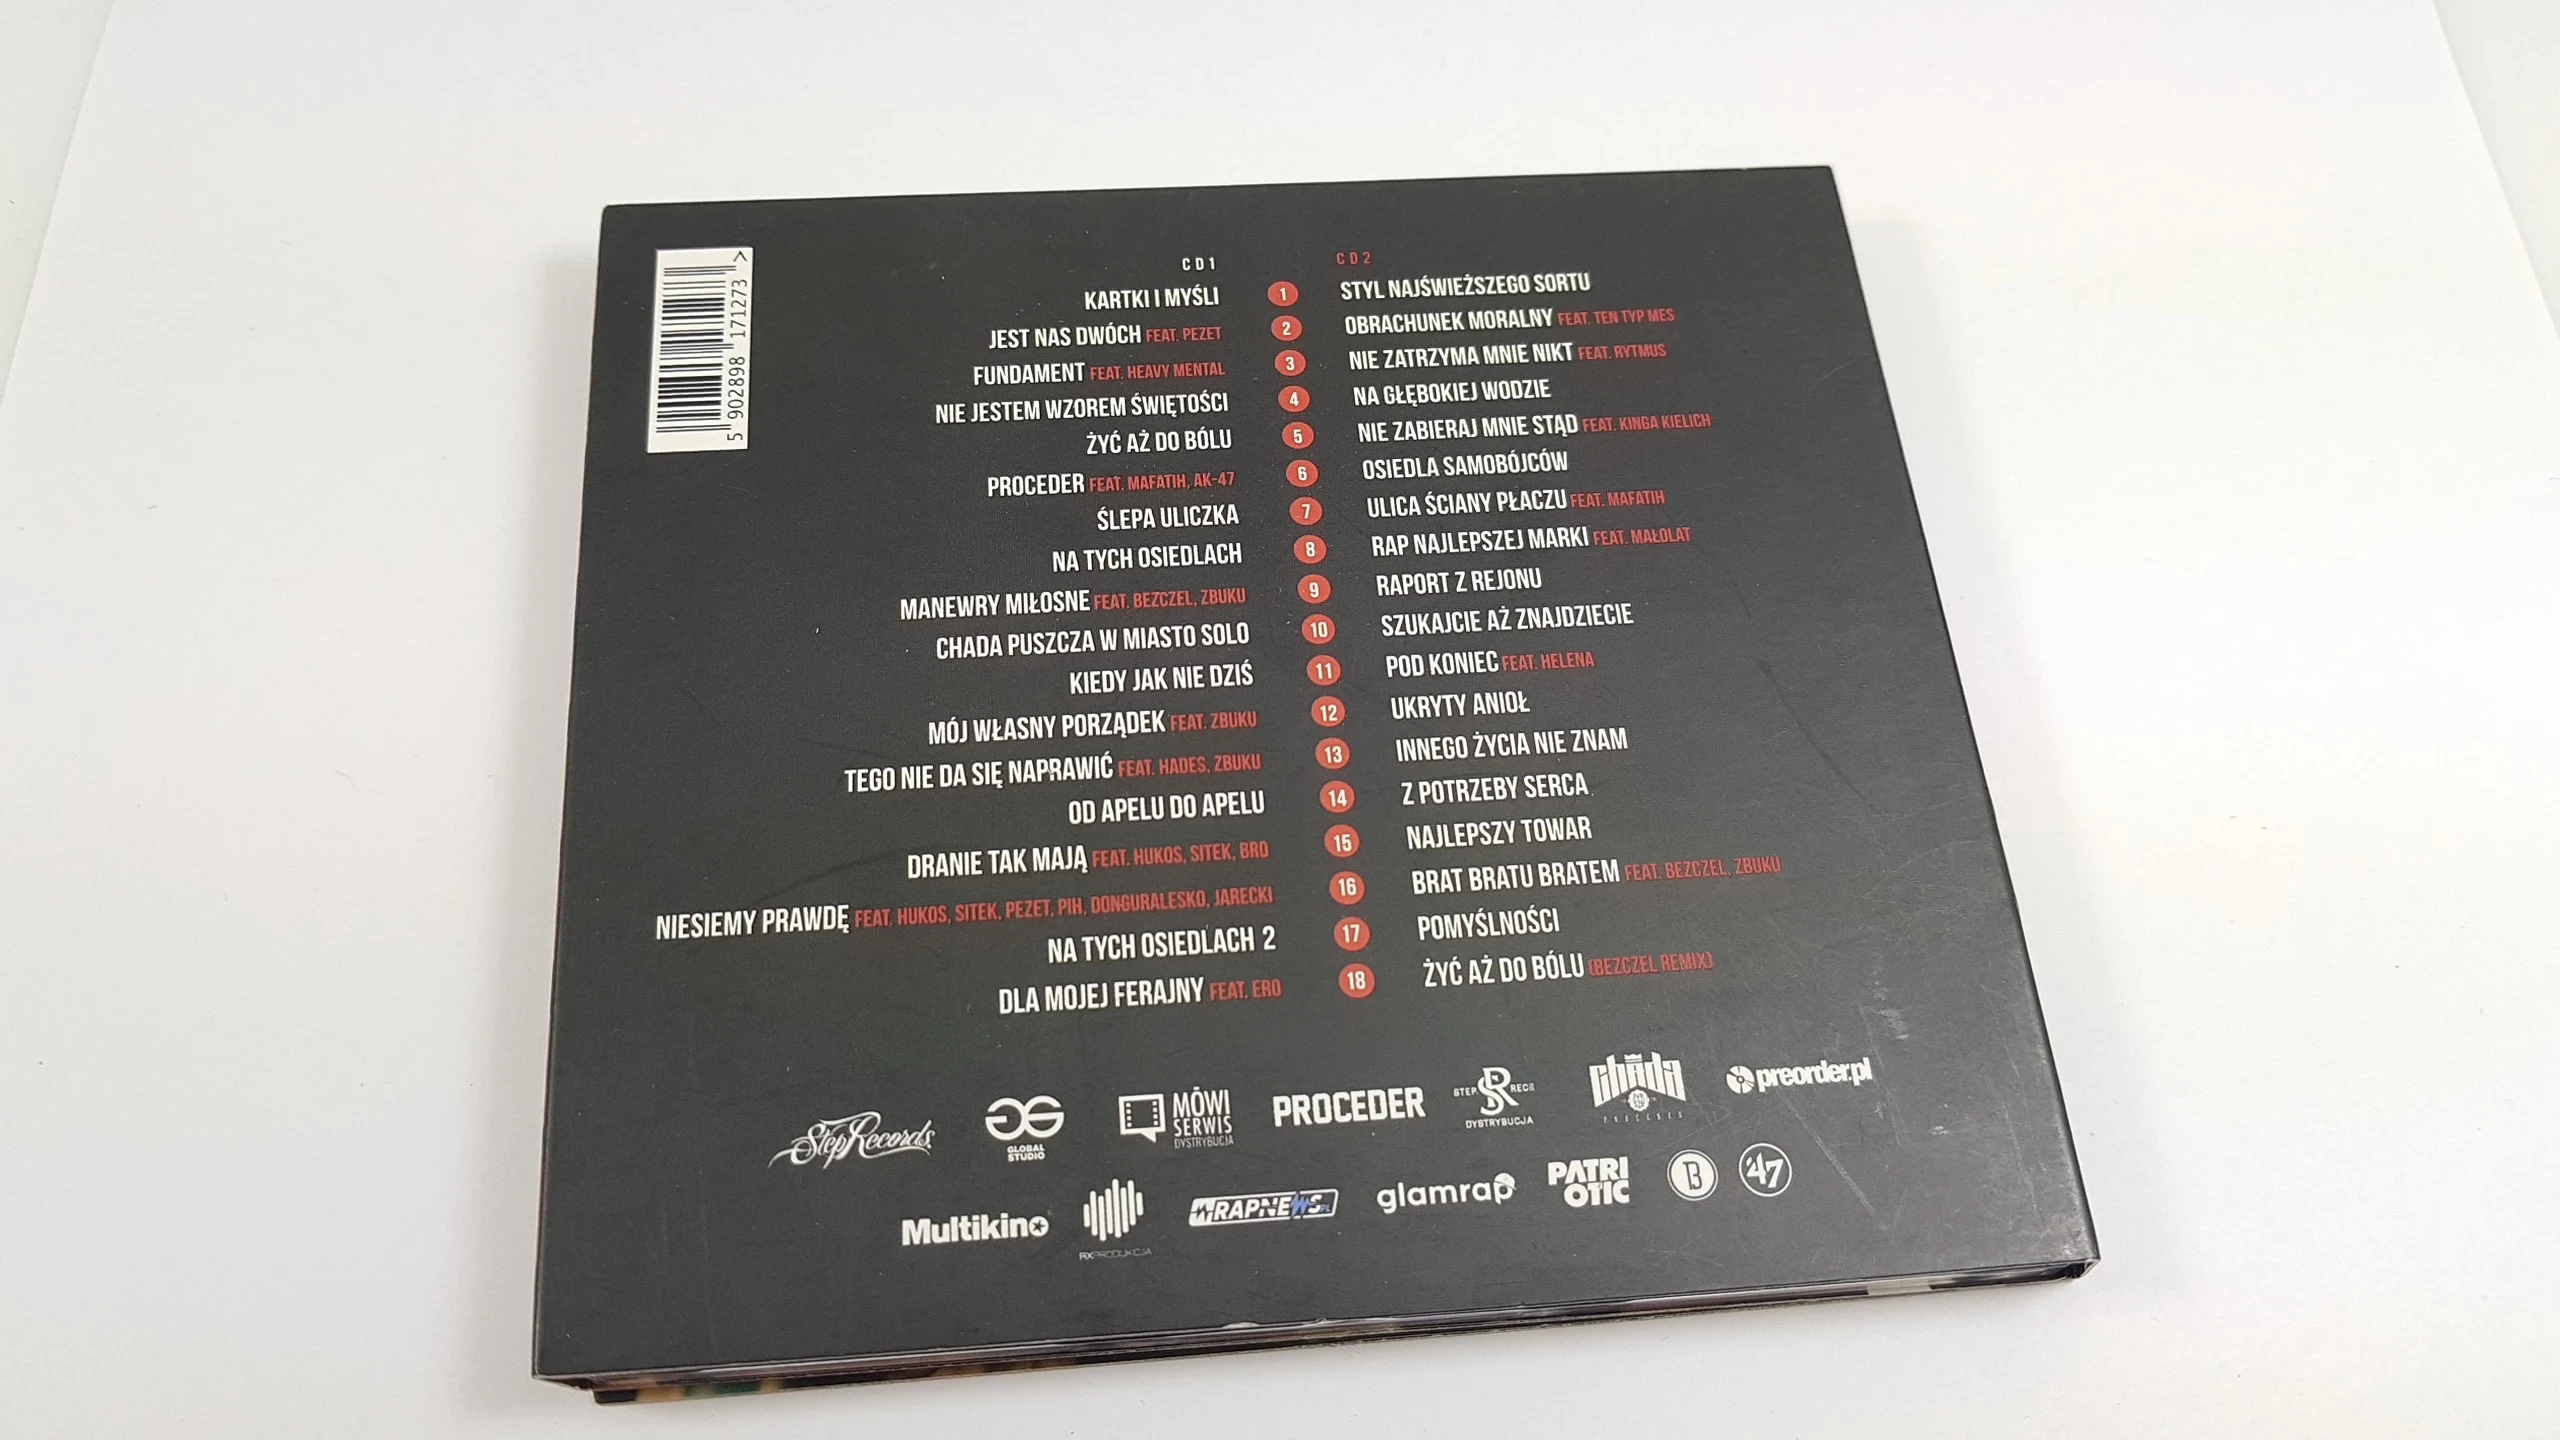 5 902898 171273 >
CD1
KARTKI I MYŚLI
JEST NAS DWÓCH FEAT. PEZET
FUNDAMENT FEAT. HEAVY MENTAL
NIE JESTEM WZOREM ŚWIĘTOŚCI
ŻYĆ AŻ DO BÓLU
PROCEDER FEAT. MAFATIH, AK-47
ŚLEPA ULICZKA
NA TYCH OSIEDLACH
MANEWRY MIŁOSNE FEAT. BEZCZEL, ZBUKU
CHADA PUSZCZA W MIASTO SOLO
KIEDY JAK NIE DZIŚ
MÓJ WŁASNY PORZĄDEK FEAT. ZBUKU
TEGO NIE DA SIĘ NAPRAWIĆ FEAT. HADES, ZBUKU
OD APELU DO APELU
DRANIE TAK MAJĄ FEAT. HUKOS, SITEK, BRO
NIESIEMY PRAWDĘ FEAT. HUKOS, SITEK, PEZET, PIH, DONGURALESKO, JARECKI
NA TYCH OSIEDLACH 2
DLA MOJEJ FERAJNY FEAT. ERO
1
2
3
4
5
6
7
8
9
10
11
12
13
14
15
16
17
18
CD2
STYL NAJŚWIEŻSZEGO SORTU
OBRACHUNEK MORALNY FEAT. TEN TYP MES
NIE ZATRZYMA MNIE NIKT FEAT. RYTMUS
NA GŁĘBOKIEJ WODZIE
NIE ZABIERAJ MNIE STĄD FEAT. KINGA KIELICH
OSIEDLA SAMOBÓJCÓW
ULICA ŚCIANY PŁACZU FEAT. MAFATIH
RAP NAJLEPSZEJ MARKI FEAT. MAŁOLAT
RAPORT Z REJONU
SZUKAJCIE AŻ ZNAJDZIECIE
POD KONIEC FEAT. HELENA
UKRYTY ANIOŁ
INNEGO ŻYCIA NIE ZNAM
Z POTRZEBY SERCA
NAJLEPSZY TOWAR
BRAT BRATU BRATEM FEAT. BEZCZEL, ZBUKU
POMYŚLNOŚCI
ŻYĆ AŻ DO BÓLU (BEZCZEL REMIX)
Step Records
GS
GLOBAL
STUDIO
MÓWI
SERWIS
DYSTRYBUCJA
PROCEDER
STEP SR REC
DYSTRYBUCJA
chada
PROCEDER
preorder.pl
Multikino
RXPRODUKCJA
RAPNEWS.PL
glamrap
PATRI
OTIC
B
47